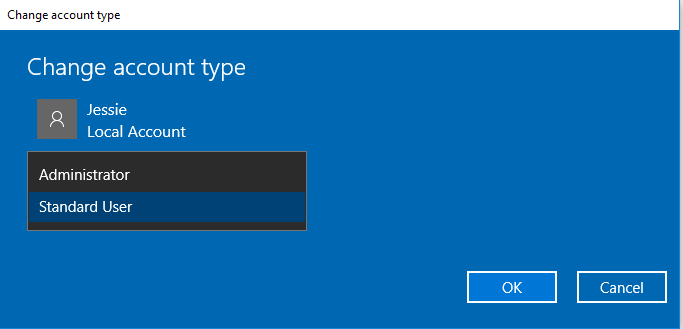 Change account type
Change account type
Jessie
Local Account
Administrator
Standard User
OK Cancel